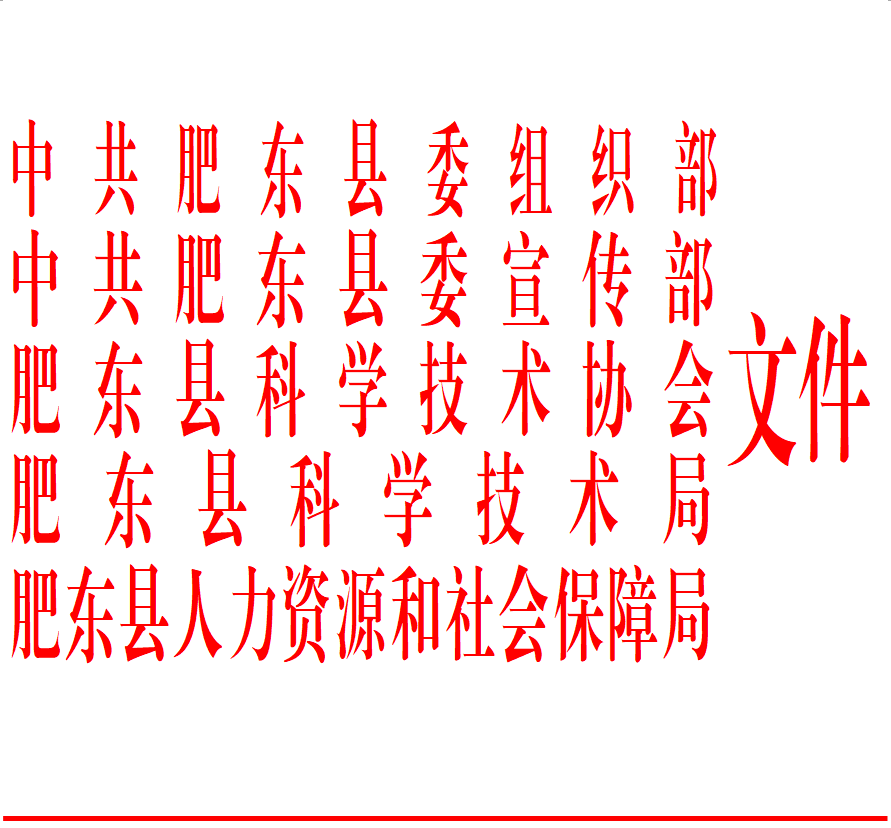 中共肥东县委组织部
中共肥东县委宣传部
肥东县科学技术协会
肥东县科学技术局
肥东县人力资源和社会保障局
文件